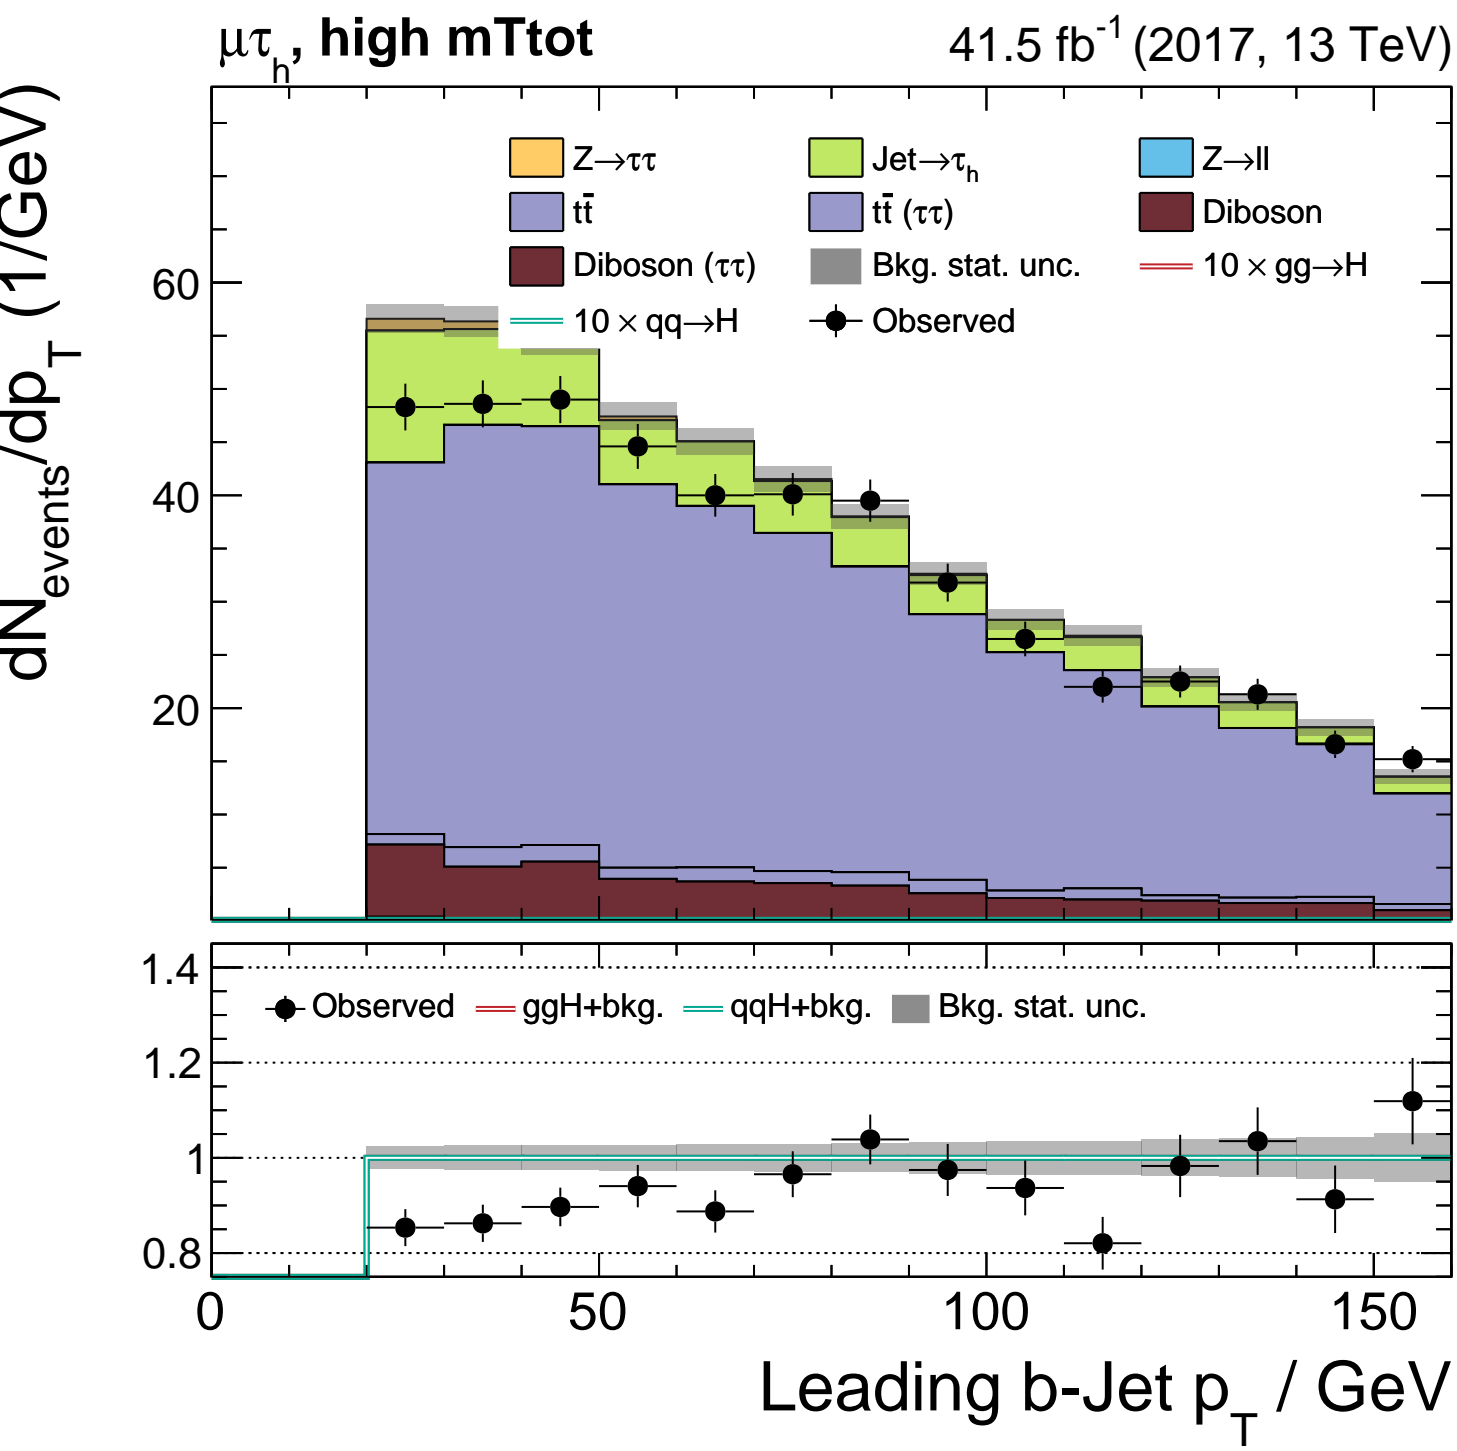 μτh, high mTtot
41.5 fb-1 (2017, 13 TeV)
dNevents/dpT (1/GeV)
Z→ττ Jet→τh Z→ll
tt̄ tt̄ (ττ) Diboson
Diboson (ττ) Bkg. stat. unc. 10 × gg→H
10 × qq→H Observed
60
40
20
1.4
Observed ggH+bkg. qqH+bkg. Bkg. stat. unc.
1.2
1
0.8
0 50 100 150
Leading b-Jet pT / GeV